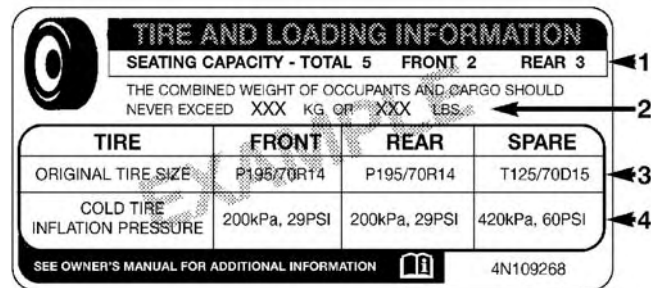 TIRE AND LOADING INFORMATION
SEATING CAPACITY - TOTAL 5 FRONT 2 REAR 3
1
THE COMBINED WEIGHT OF OCCUPANTS AND CARGO SHOULD
NEVER EXCEED XXX KG OR XXX LBS.
2
EXAMPLE
TIRE FRONT REAR SPARE
ORIGINAL TIRE SIZE P195/70R14 P195/70R14 T125/70D15
3
COLD TIRE
INFLATION PRESSURE 200kPa, 29PSI 200kPa, 29PSI 420kPa, 60PSI
4
SEE OWNER'S MANUAL FOR ADDITIONAL INFORMATION i 4N109268